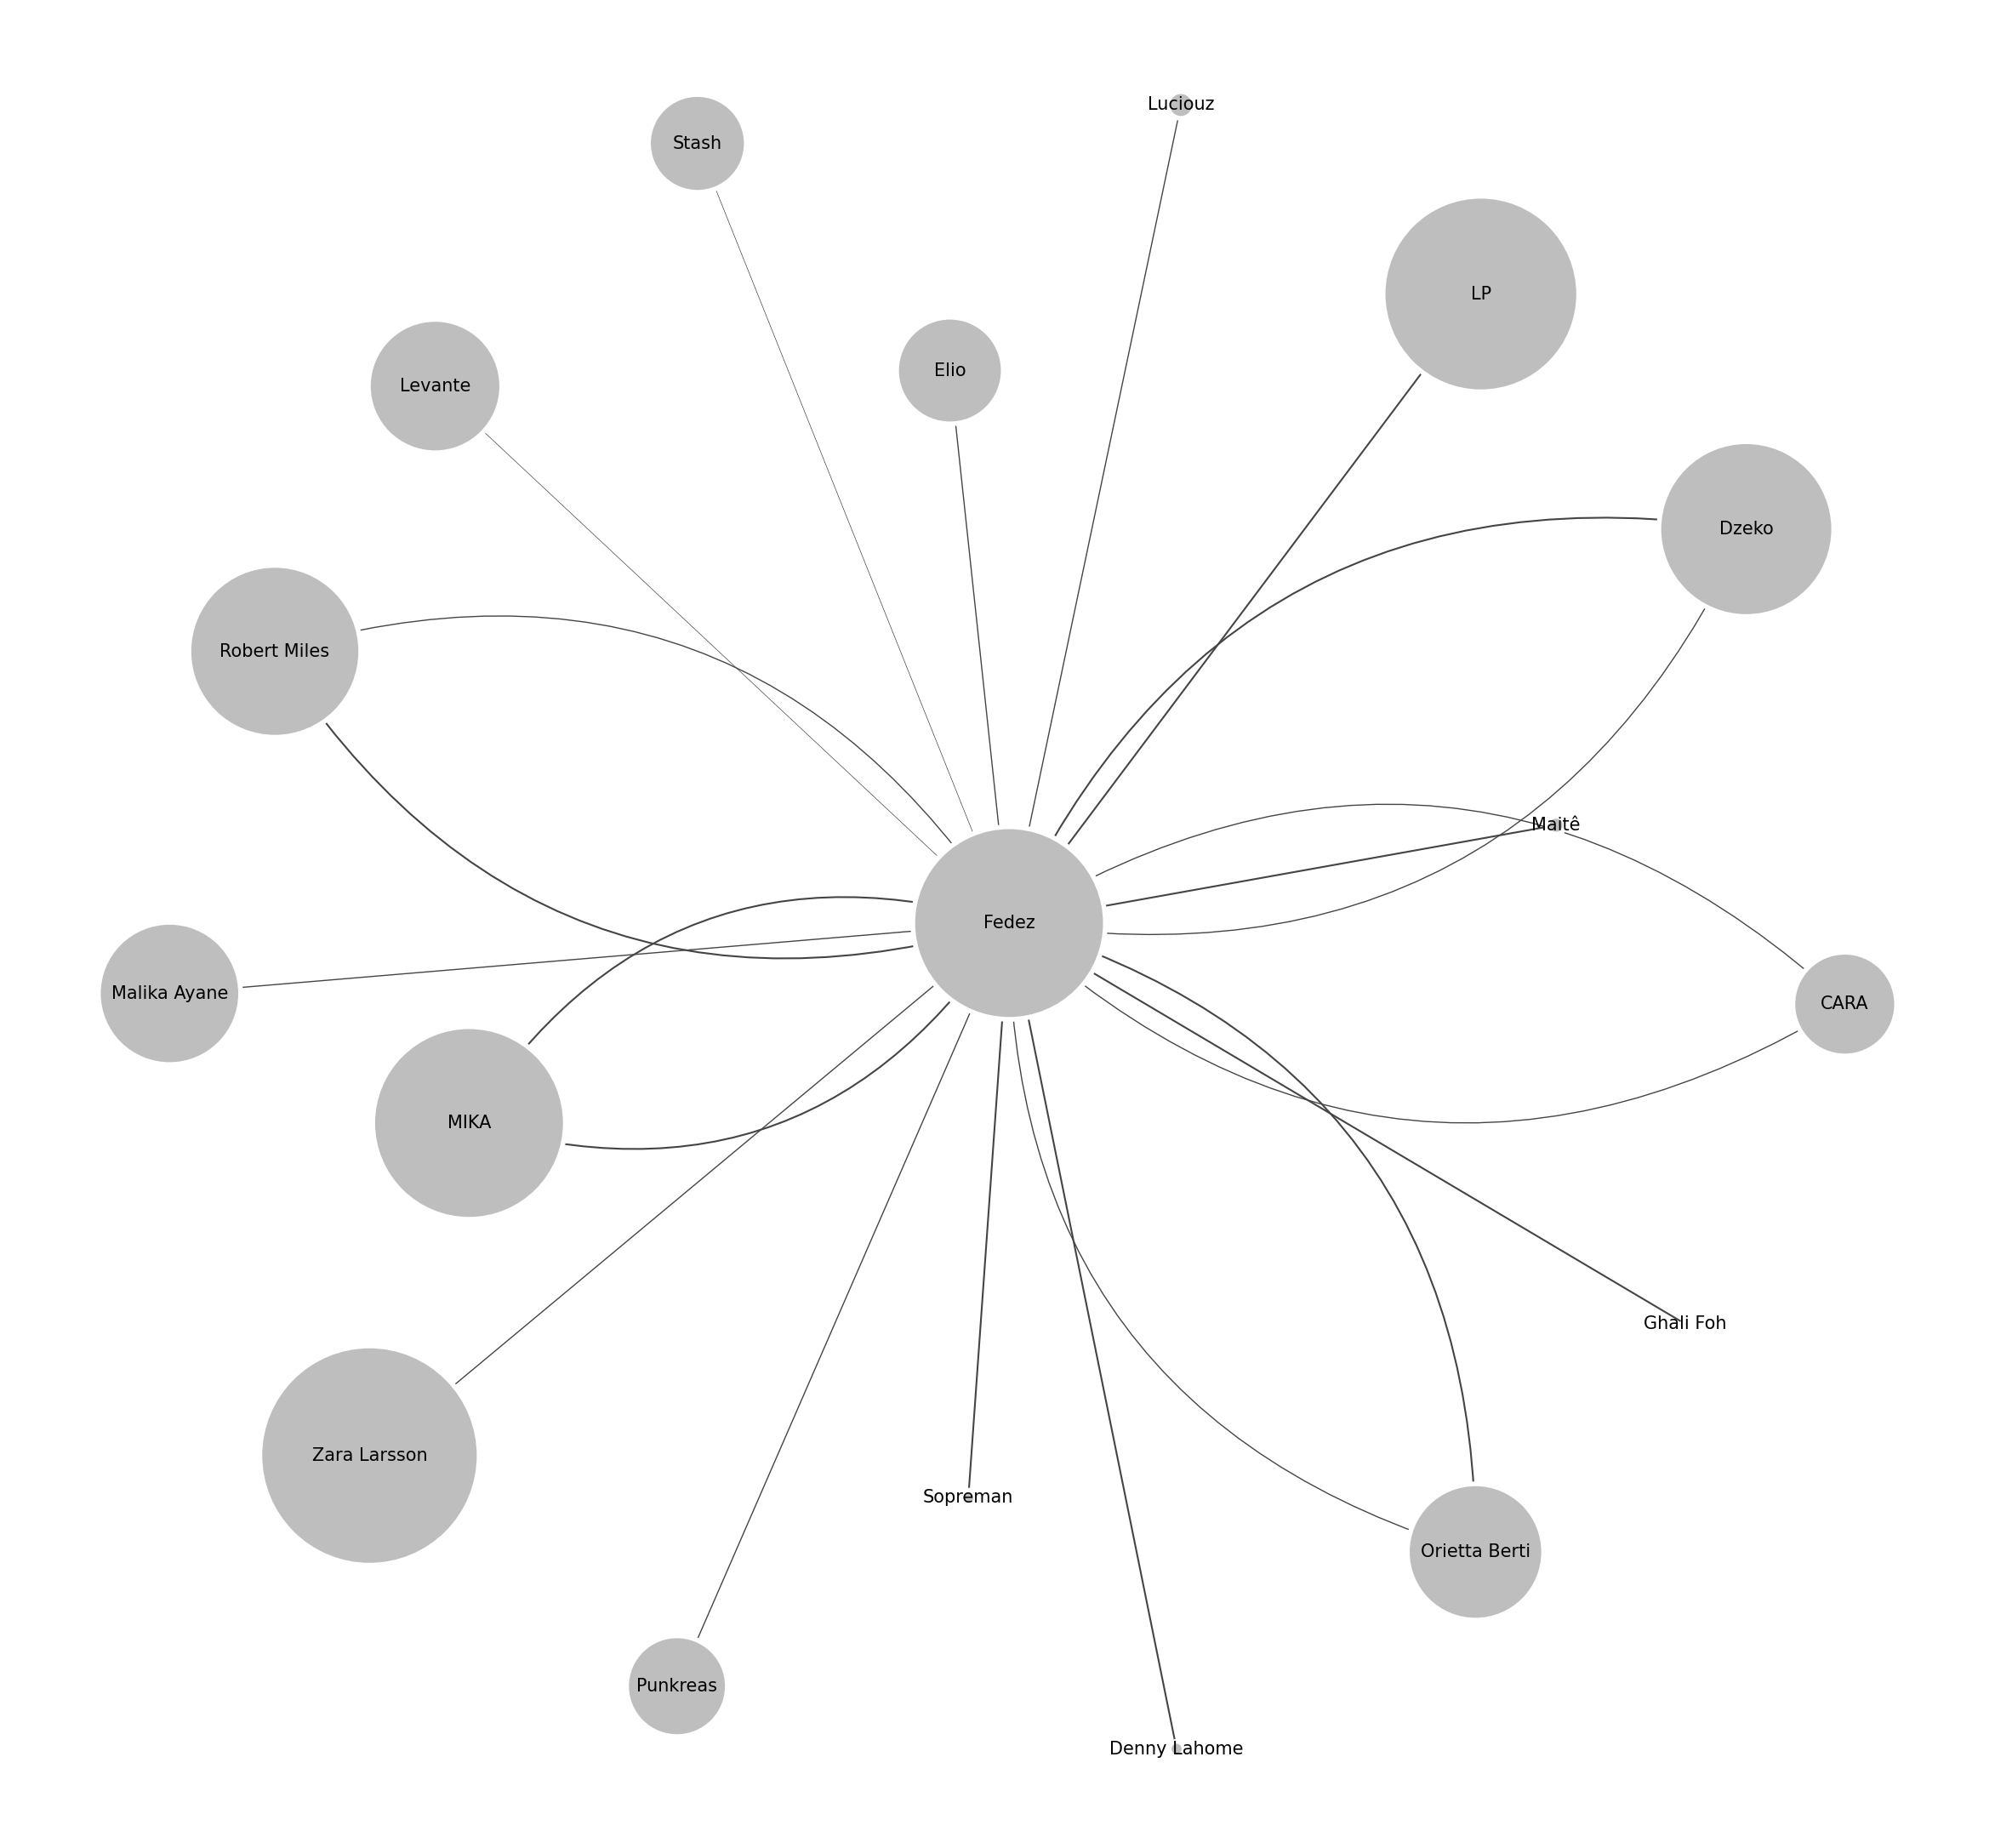 Luciouz
Stash
LP
Elio
Levante
Dzeko
Robert Miles
Maitê
Fedez
Malika Ayane
CARA
MIKA
Ghali Foh
Zara Larsson
Sopreman
Orietta Berti
Punkreas
Denny Lahome